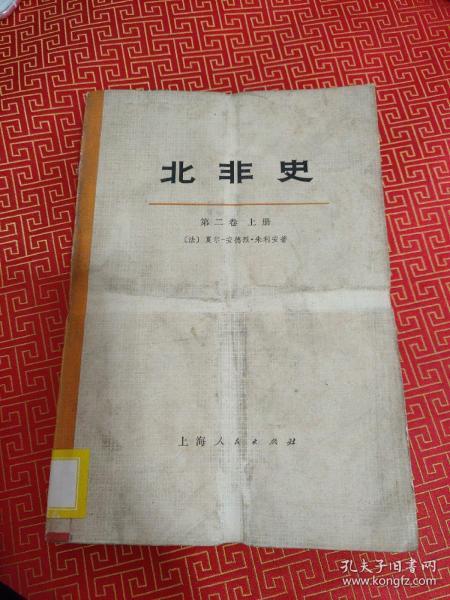 北非史
第二卷 上册
〔法〕夏尔-安德烈·朱利安著
上海人民出版社
孔夫子旧书网
www.kongfz.com